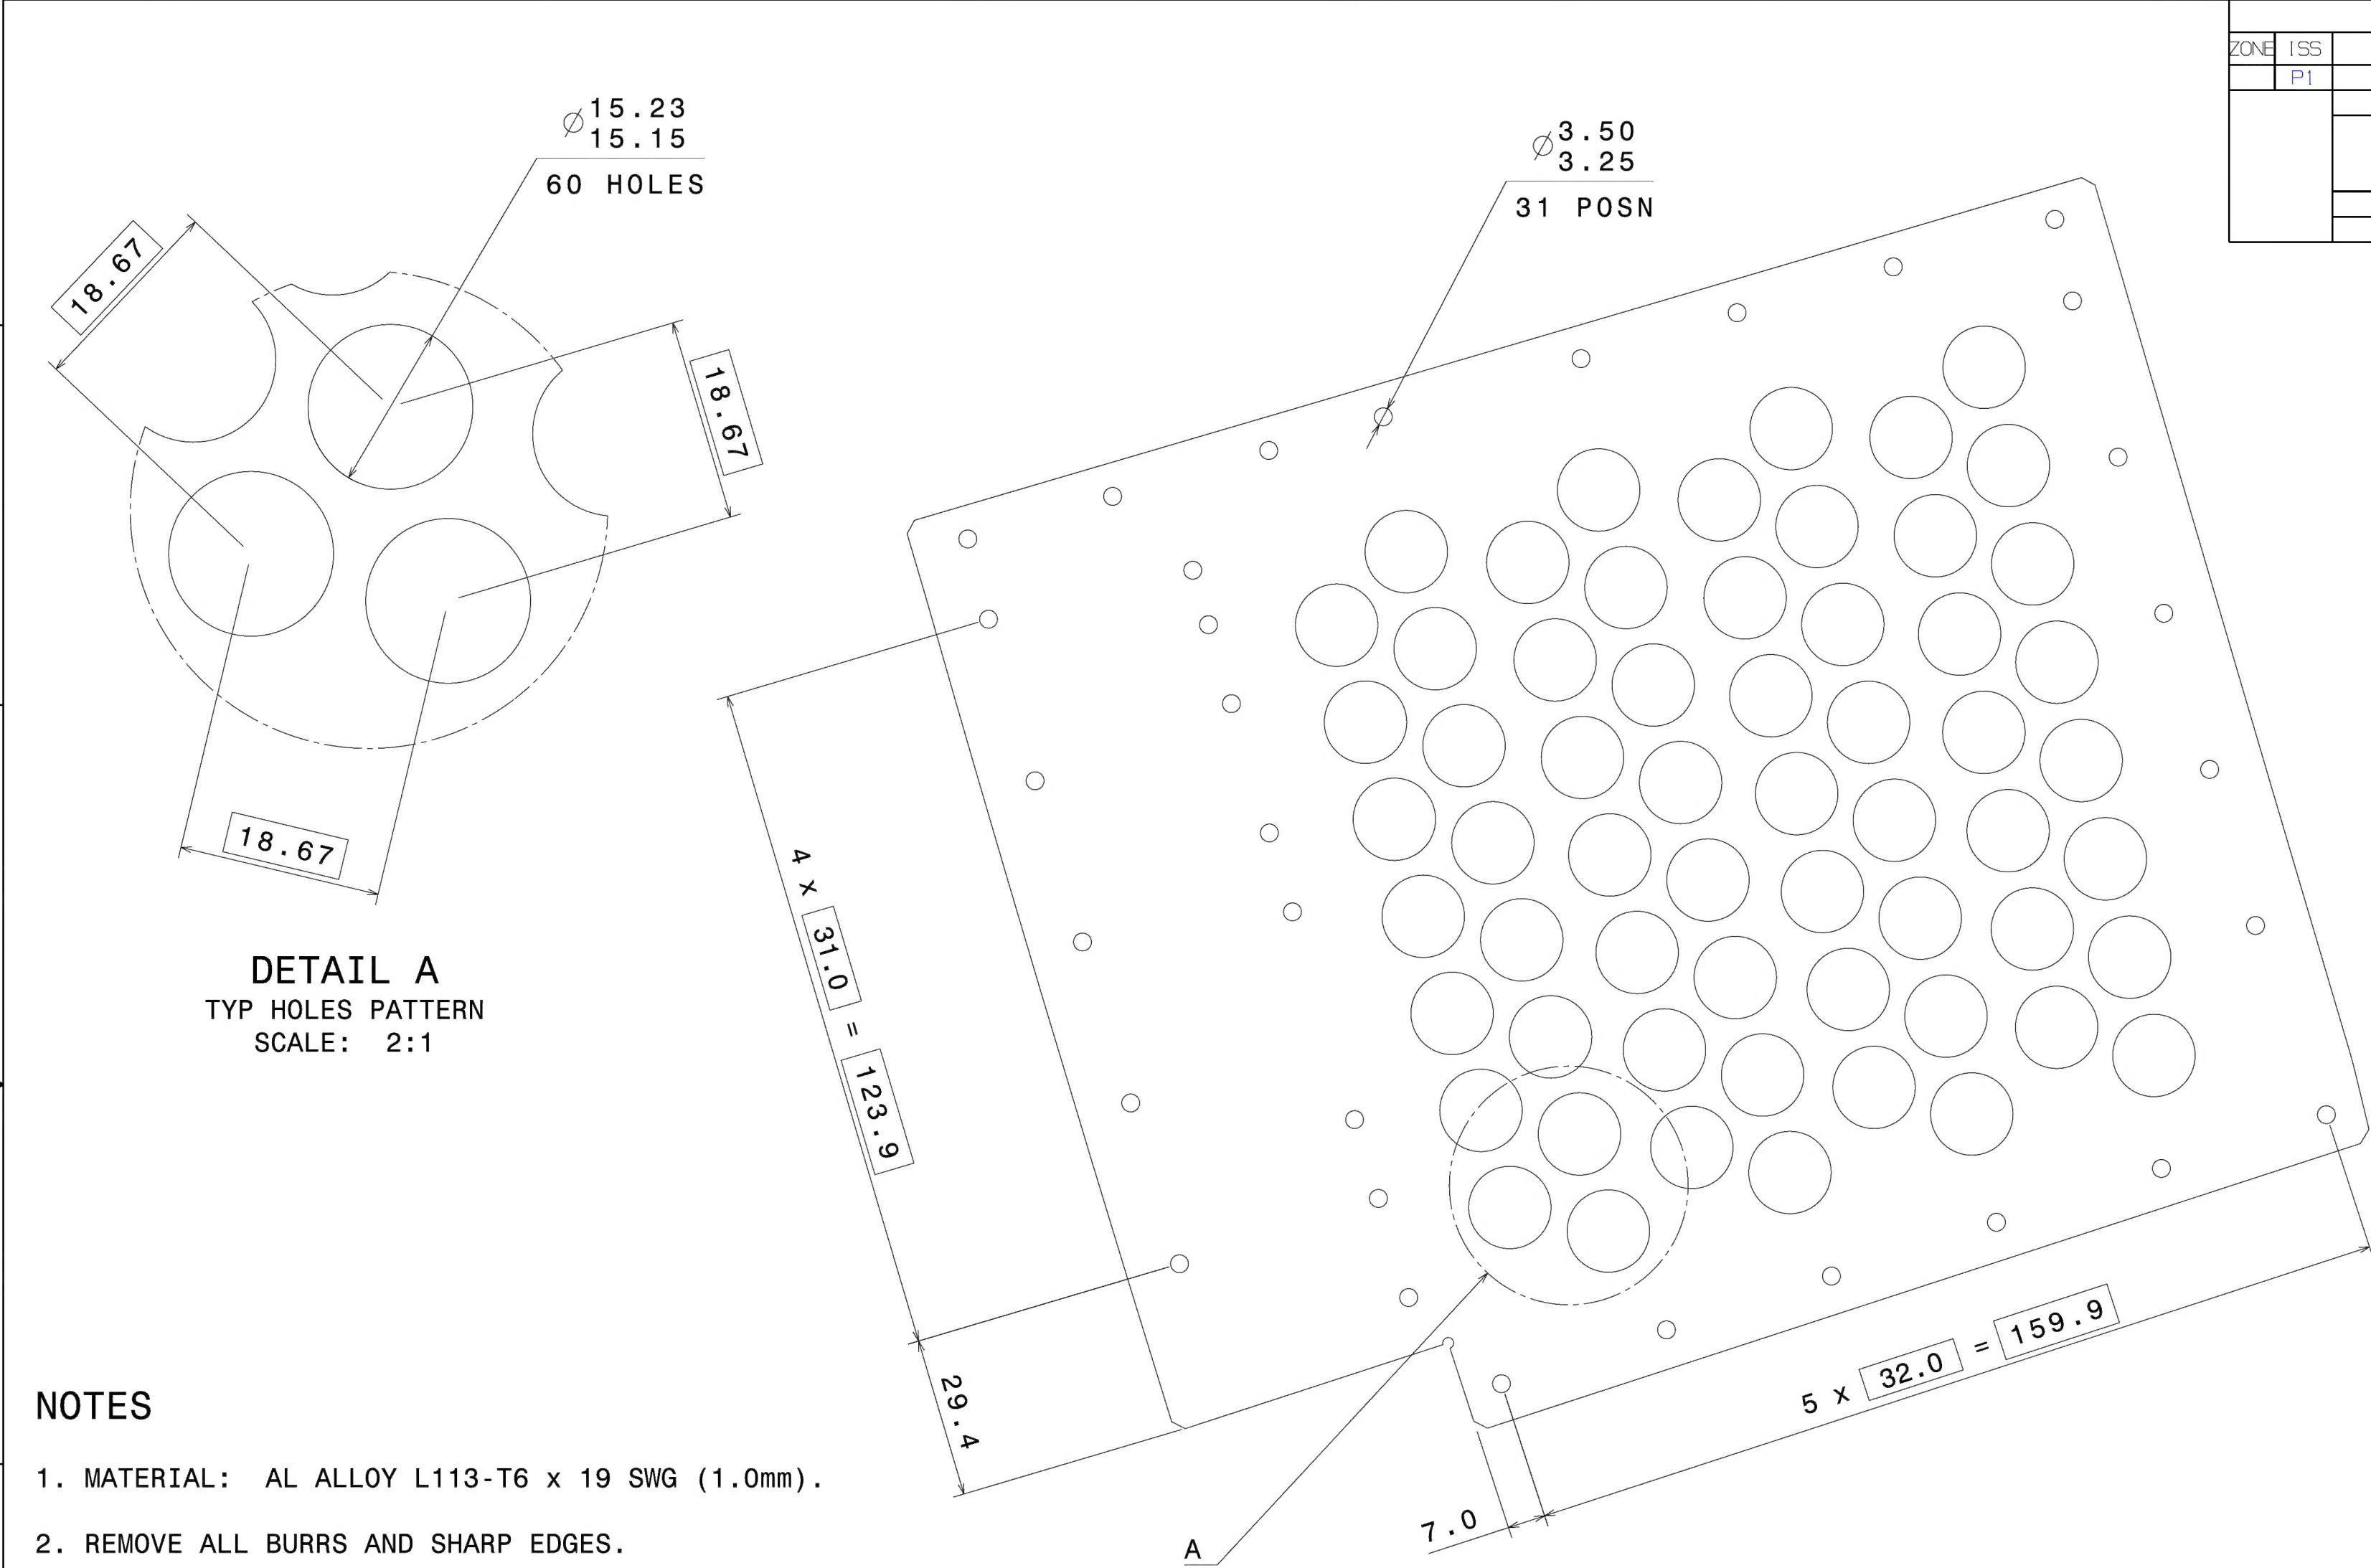 ZONE ISS
P1
Ø 15.23
15.15
60 HOLES
Ø 3.50
3.25
31 POSN
18.67
18.67
18.67
DETAIL A
TYP HOLES PATTERN
SCALE: 2:1
4 x 31.0 = 123.9
29.4
5 x 32.0 = 159.9
7.0
A
NOTES
1. MATERIAL: AL ALLOY L113-T6 x 19 SWG (1.0mm).
2. REMOVE ALL BURRS AND SHARP EDGES.